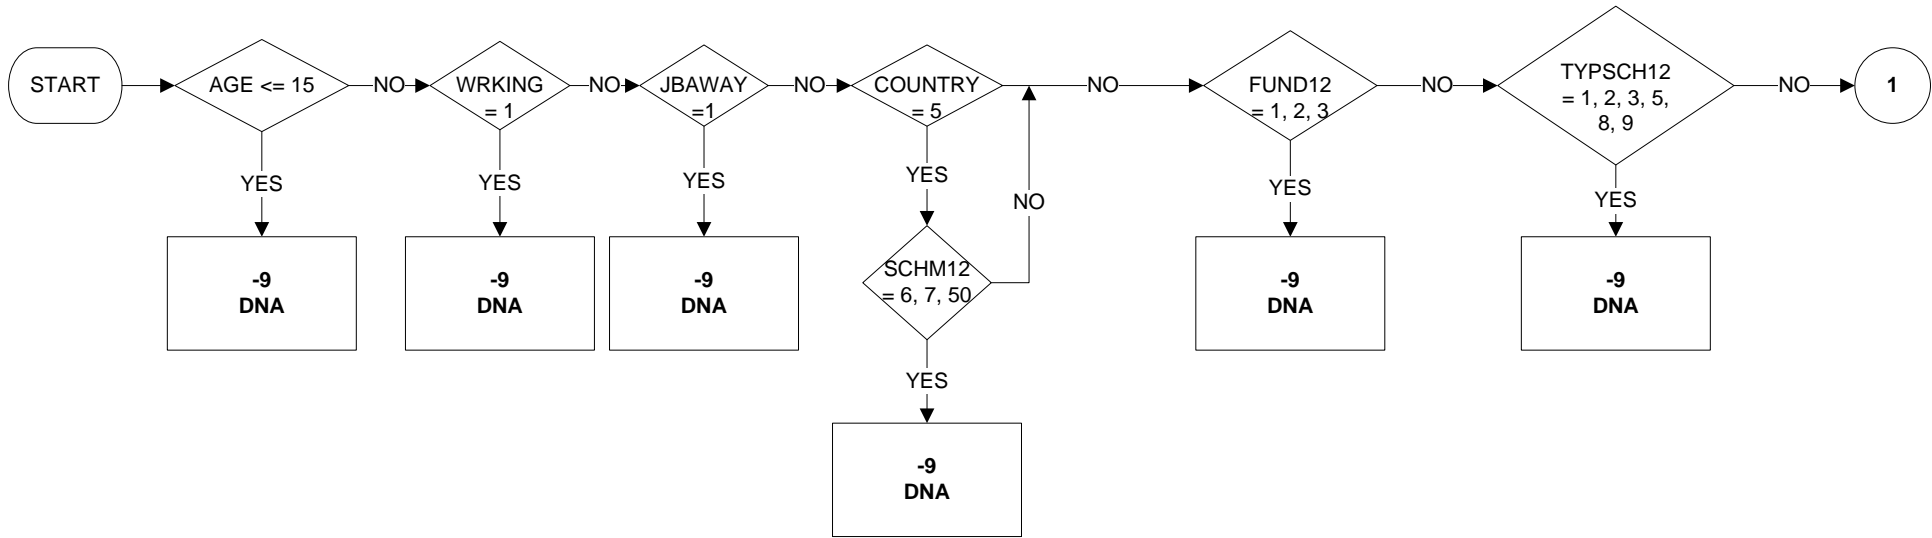 START
AGE <= 15
NO
WRKING
= 1
NO
JBAWAY
=1
NO
COUNTRY
= 5
NO
FUND12
= 1, 2, 3
NO
TYPSCH12
= 1, 2, 3, 5,
8, 9
NO
1
YES
YES
YES
YES
NO
YES
YES
-9
DNA
-9
DNA
-9
DNA
SCHM12
= 6, 7, 50
-9
DNA
-9
DNA
YES
-9
DNA